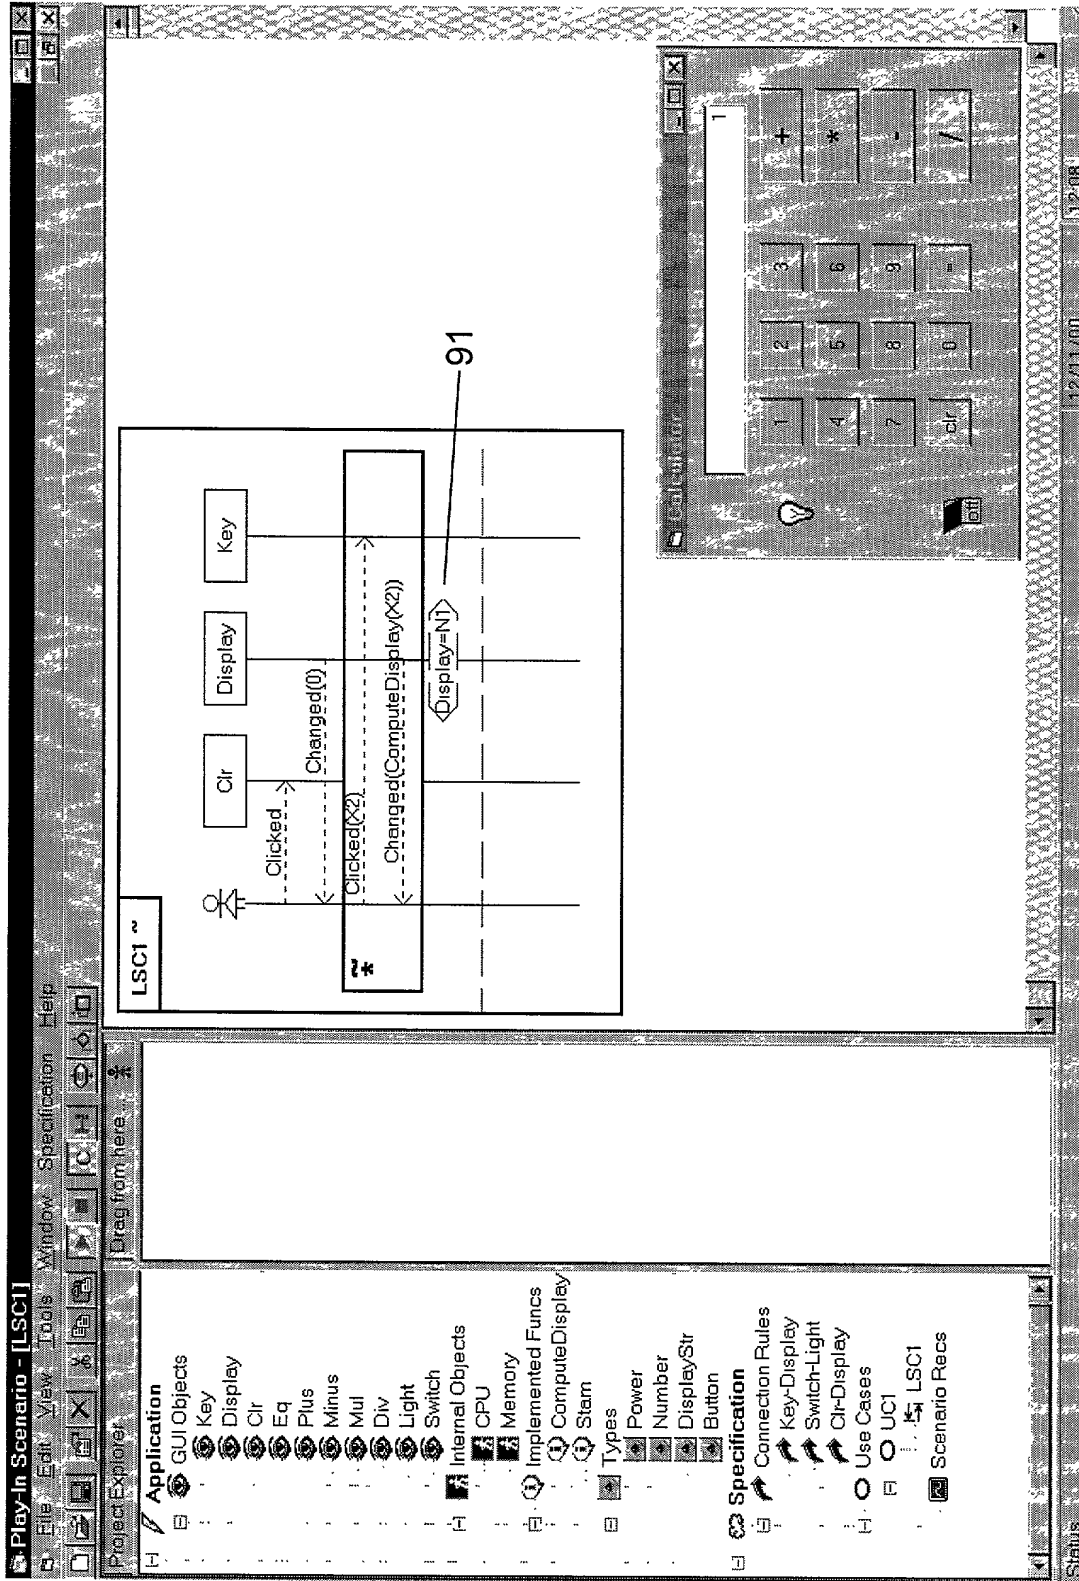 Play-In Scenario - [LSC1]
File Edit View Tools Window Specification Help
Project Explorer
Drag from here ...
Application
GUI Objects
Key
Display
Clr
Eq
Plus
Minus
Mul
Div
Light
Switch
Internal Objects
CPU
Memory
Implemented Funcs
ComputeDisplay
Stam
Types
Power
Number
DisplayStr
Button
Specification
Connection Rules
Key-Display
Switch-Light
Clr-Display
Use Cases
UC1
LSC1
Scenario Recs
LSC1 ~
Clr
Display
Key
Clicked
Changed(0)
~*
Clicked(X2)
Changed(ComputeDisplay(X2))
Display=N1
91
Calculator
1
1 2 3 +
4 5 6 *
7 8 9 -
clr 0 = /
off
Status
12/11/00
12:08